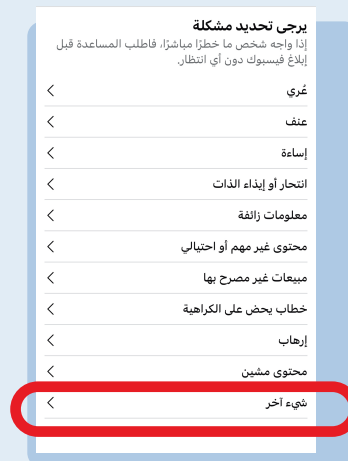 يرجى تحديد مشكلة
إذا واجه شخص ما خطرًا مباشرًا، فاطلب المساعدة قبل
إبلاغ فيسبوك دون أي انتظار.
عُري
عنف
إساءة
انتحار أو إيذاء الذات
معلومات زائفة
محتوى غير مهم أو احتيالي
مبيعات غير مصرح بها
خطاب يحض على الكراهية
إرهاب
محتوى مشين
شيء آخر